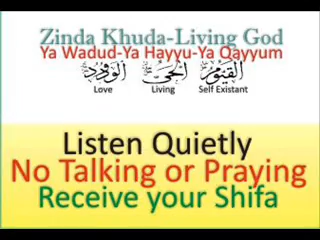 Zinda Khuda-Living God
Ya Wadud-Ya Hayyu-Ya Qayyum
الودود الحي القيوم
Love Living Self Existant
Listen Quietly
No Talking or Praying
Receive your Shifa